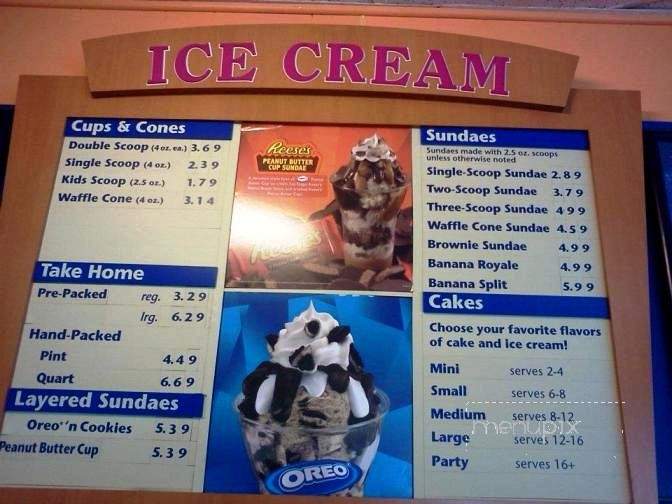 ICE CREAM
Cups & Cones
Double Scoop (4 oz. ea.) 3.69
Single Scoop (4 oz.) 2.39
Kids Scoop (2.5 oz.) 1.79
Waffle Cone (4 oz.) 3.14
Take Home
Pre-Packed reg. 3.29
lrg. 6.29
Hand-Packed
Pint 4.49
Quart 6.69
Layered Sundaes
Oreo 'n Cookies 5.39
Peanut Butter Cup 5.39
Reese's
PEANUT BUTTER
CUP SUNDAE
Reese's
OREO
Sundaes
Sundaes made with 2.5 oz. scoops
unless otherwise noted
Single-Scoop Sundae 2.89
Two-Scoop Sundae 3.79
Three-Scoop Sundae 4 99
Waffle Cone Sundae 4.59
Brownie Sundae 4.99
Banana Royale 4.99
Banana Split 5.99
Cakes
Choose your favorite flavors
of cake and ice cream!
Mini serves 2-4
Small serves 6-8
Medium serves 8-12
Large serves 12-16
Party serves 16+
menupix